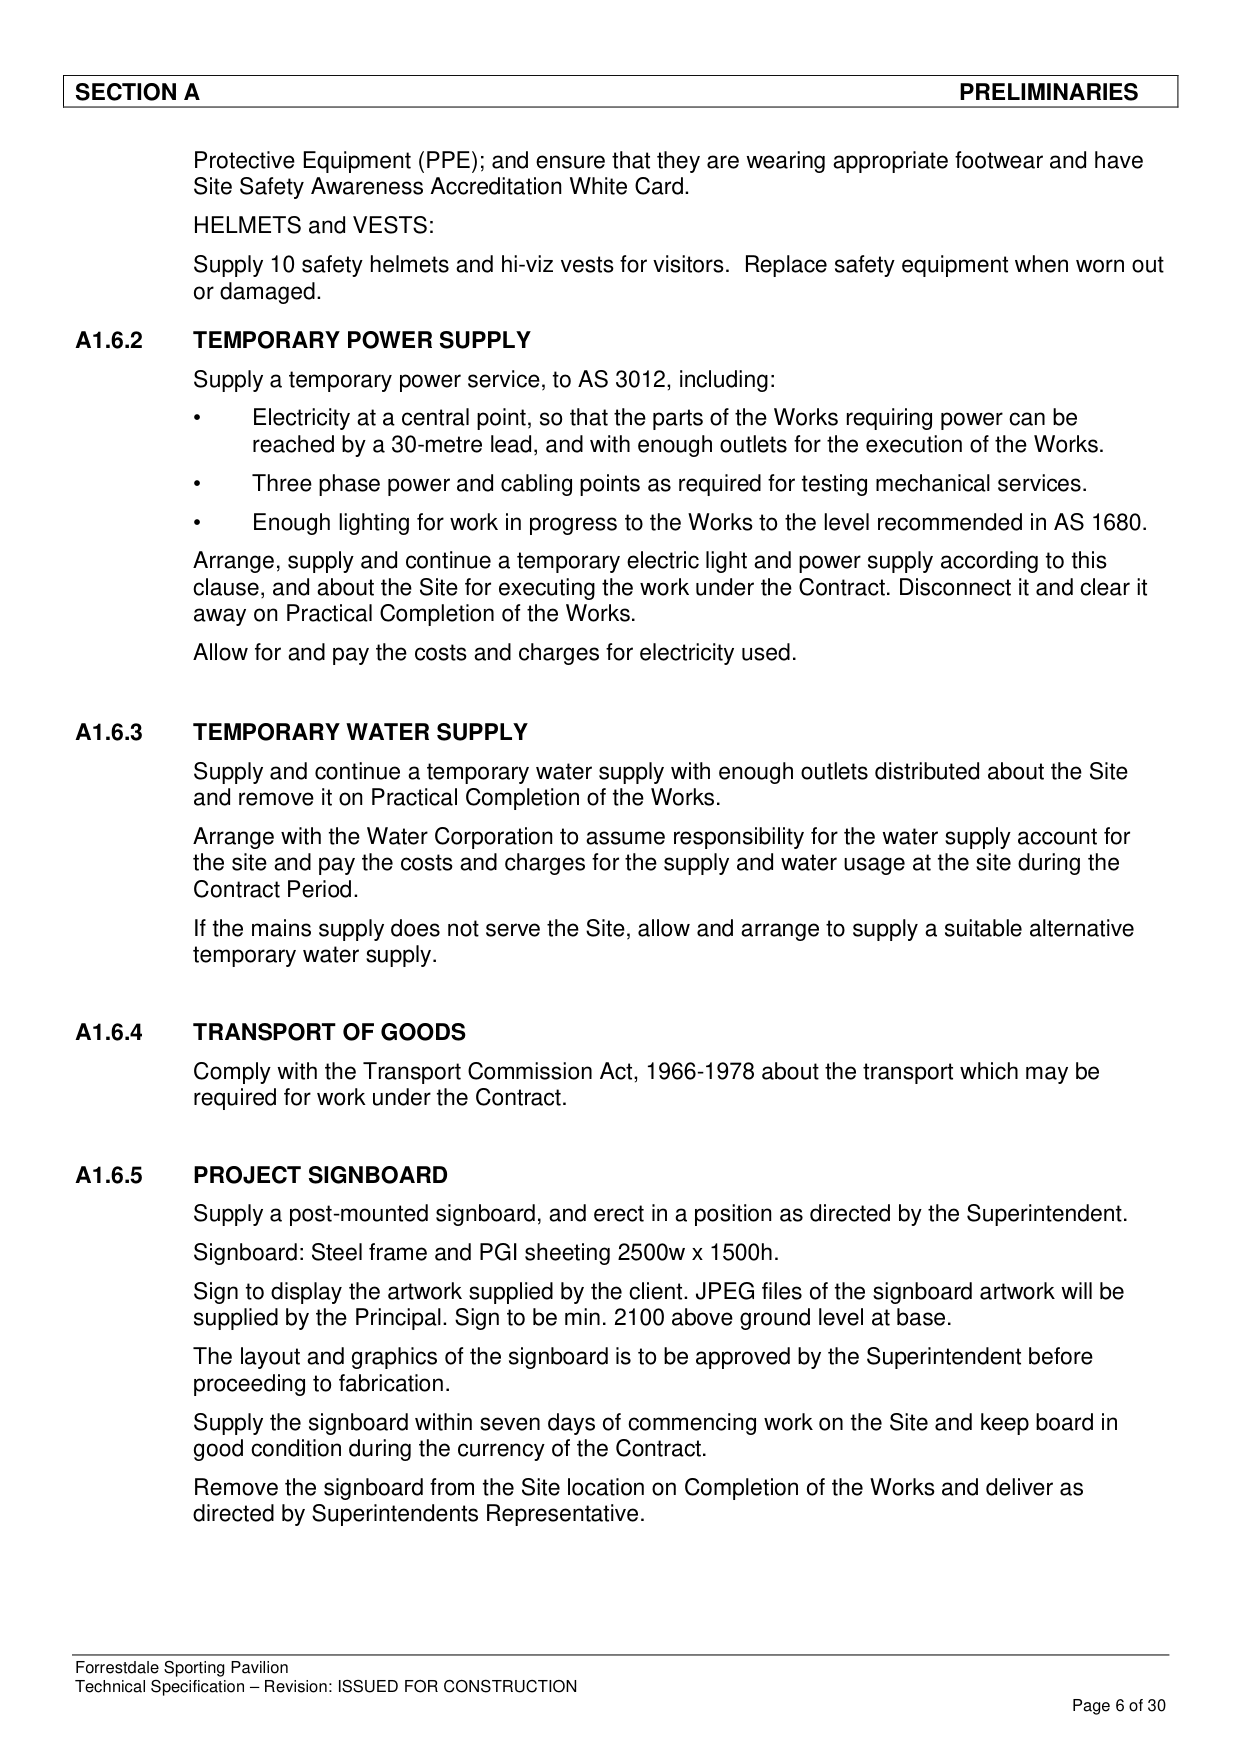 SECTION A PRELIMINARIES
Protective Equipment (PPE); and ensure that they are wearing appropriate footwear and have
Site Safety Awareness Accreditation White Card.
HELMETS and VESTS:
Supply 10 safety helmets and hi-viz vests for visitors.  Replace safety equipment when worn out
or damaged.
A1.6.2 TEMPORARY POWER SUPPLY
Supply a temporary power service, to AS 3012, including:
• Electricity at a central point, so that the parts of the Works requiring power can be
reached by a 30-metre lead, and with enough outlets for the execution of the Works.
• Three phase power and cabling points as required for testing mechanical services.
• Enough lighting for work in progress to the Works to the level recommended in AS 1680.
Arrange, supply and continue a temporary electric light and power supply according to this
clause, and about the Site for executing the work under the Contract. Disconnect it and clear it
away on Practical Completion of the Works.
Allow for and pay the costs and charges for electricity used.
A1.6.3 TEMPORARY WATER SUPPLY
Supply and continue a temporary water supply with enough outlets distributed about the Site
and remove it on Practical Completion of the Works.
Arrange with the Water Corporation to assume responsibility for the water supply account for
the site and pay the costs and charges for the supply and water usage at the site during the
Contract Period.
If the mains supply does not serve the Site, allow and arrange to supply a suitable alternative
temporary water supply.
A1.6.4 TRANSPORT OF GOODS
Comply with the Transport Commission Act, 1966-1978 about the transport which may be
required for work under the Contract.
A1.6.5 PROJECT SIGNBOARD
Supply a post-mounted signboard, and erect in a position as directed by the Superintendent.
Signboard: Steel frame and PGI sheeting 2500w x 1500h.
Sign to display the artwork supplied by the client. JPEG files of the signboard artwork will be
supplied by the Principal. Sign to be min. 2100 above ground level at base.
The layout and graphics of the signboard is to be approved by the Superintendent before
proceeding to fabrication.
Supply the signboard within seven days of commencing work on the Site and keep board in
good condition during the currency of the Contract.
Remove the signboard from the Site location on Completion of the Works and deliver as
directed by Superintendents Representative.
Forrestdale Sporting Pavilion
Technical Specification – Revision: ISSUED FOR CONSTRUCTION
Page 6 of 30